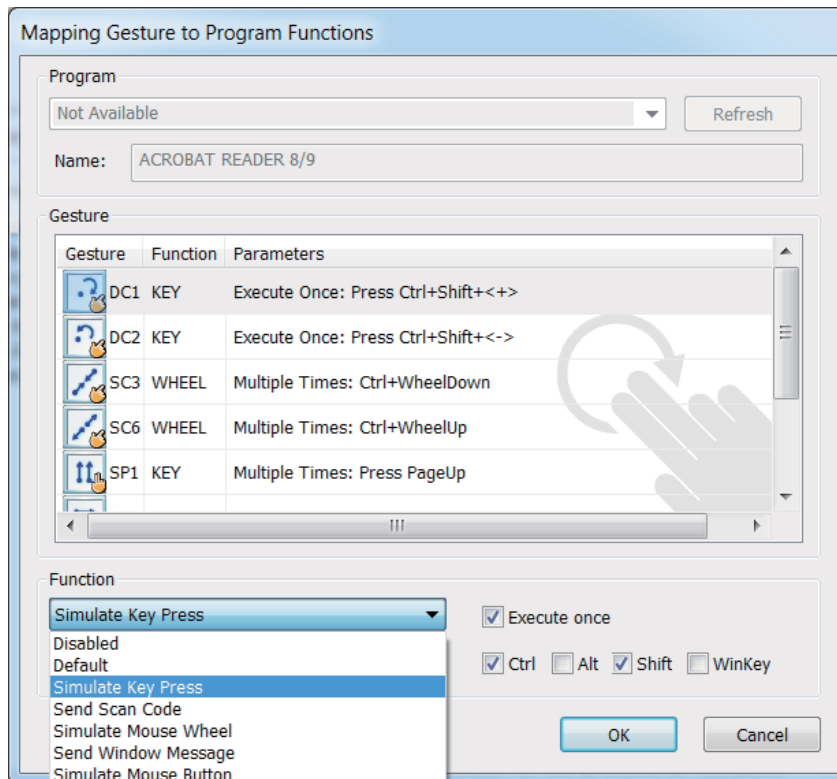 Mapping Gesture to Program Functions
Program
Not Available
Refresh
Name: ACROBAT READER 8/9
Gesture
Gesture Function Parameters
DC1 KEY Execute Once: Press Ctrl+Shift+<+>
DC2 KEY Execute Once: Press Ctrl+Shift+<->
SC3 WHEEL Multiple Times: Ctrl+WheelDown
SC6 WHEEL Multiple Times: Ctrl+WheelUp
SP1 KEY Multiple Times: Press PageUp
Function
Simulate Key Press
Execute once
Disabled
Default
Ctrl Alt Shift WinKey
Simulate Key Press
Send Scan Code
Simulate Mouse Wheel
OK Cancel
Send Window Message
Simulate Mouse Button